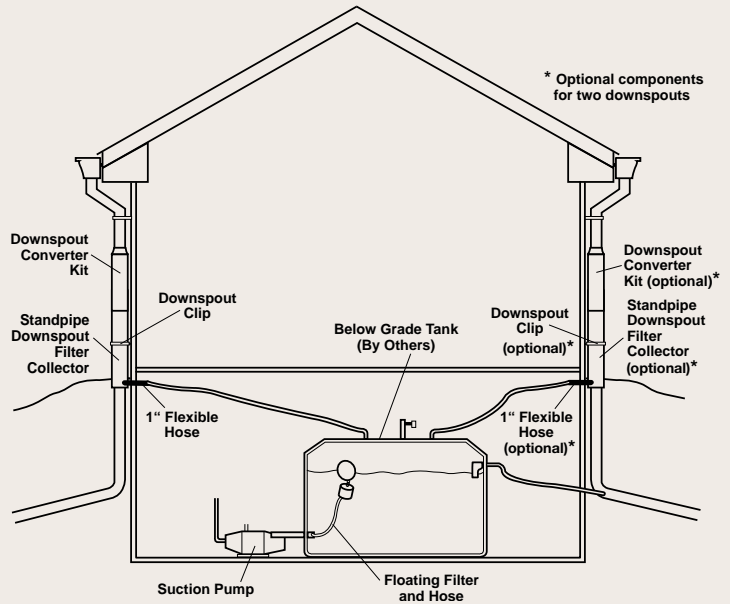 * Optional components
for two downspouts
Downspout
Converter
Kit
Downspout
Converter
Kit (optional)*
Downspout
Clip
Standpipe
Downspout
Filter
Collector
Below Grade Tank
(By Others)
Downspout
Clip
(optional)*
Standpipe
Downspout
Filter
Collector
(optional)*
1“ Flexible
Hose
1“ Flexible
Hose
(optional)*
Suction Pump
Floating Filter
and Hose